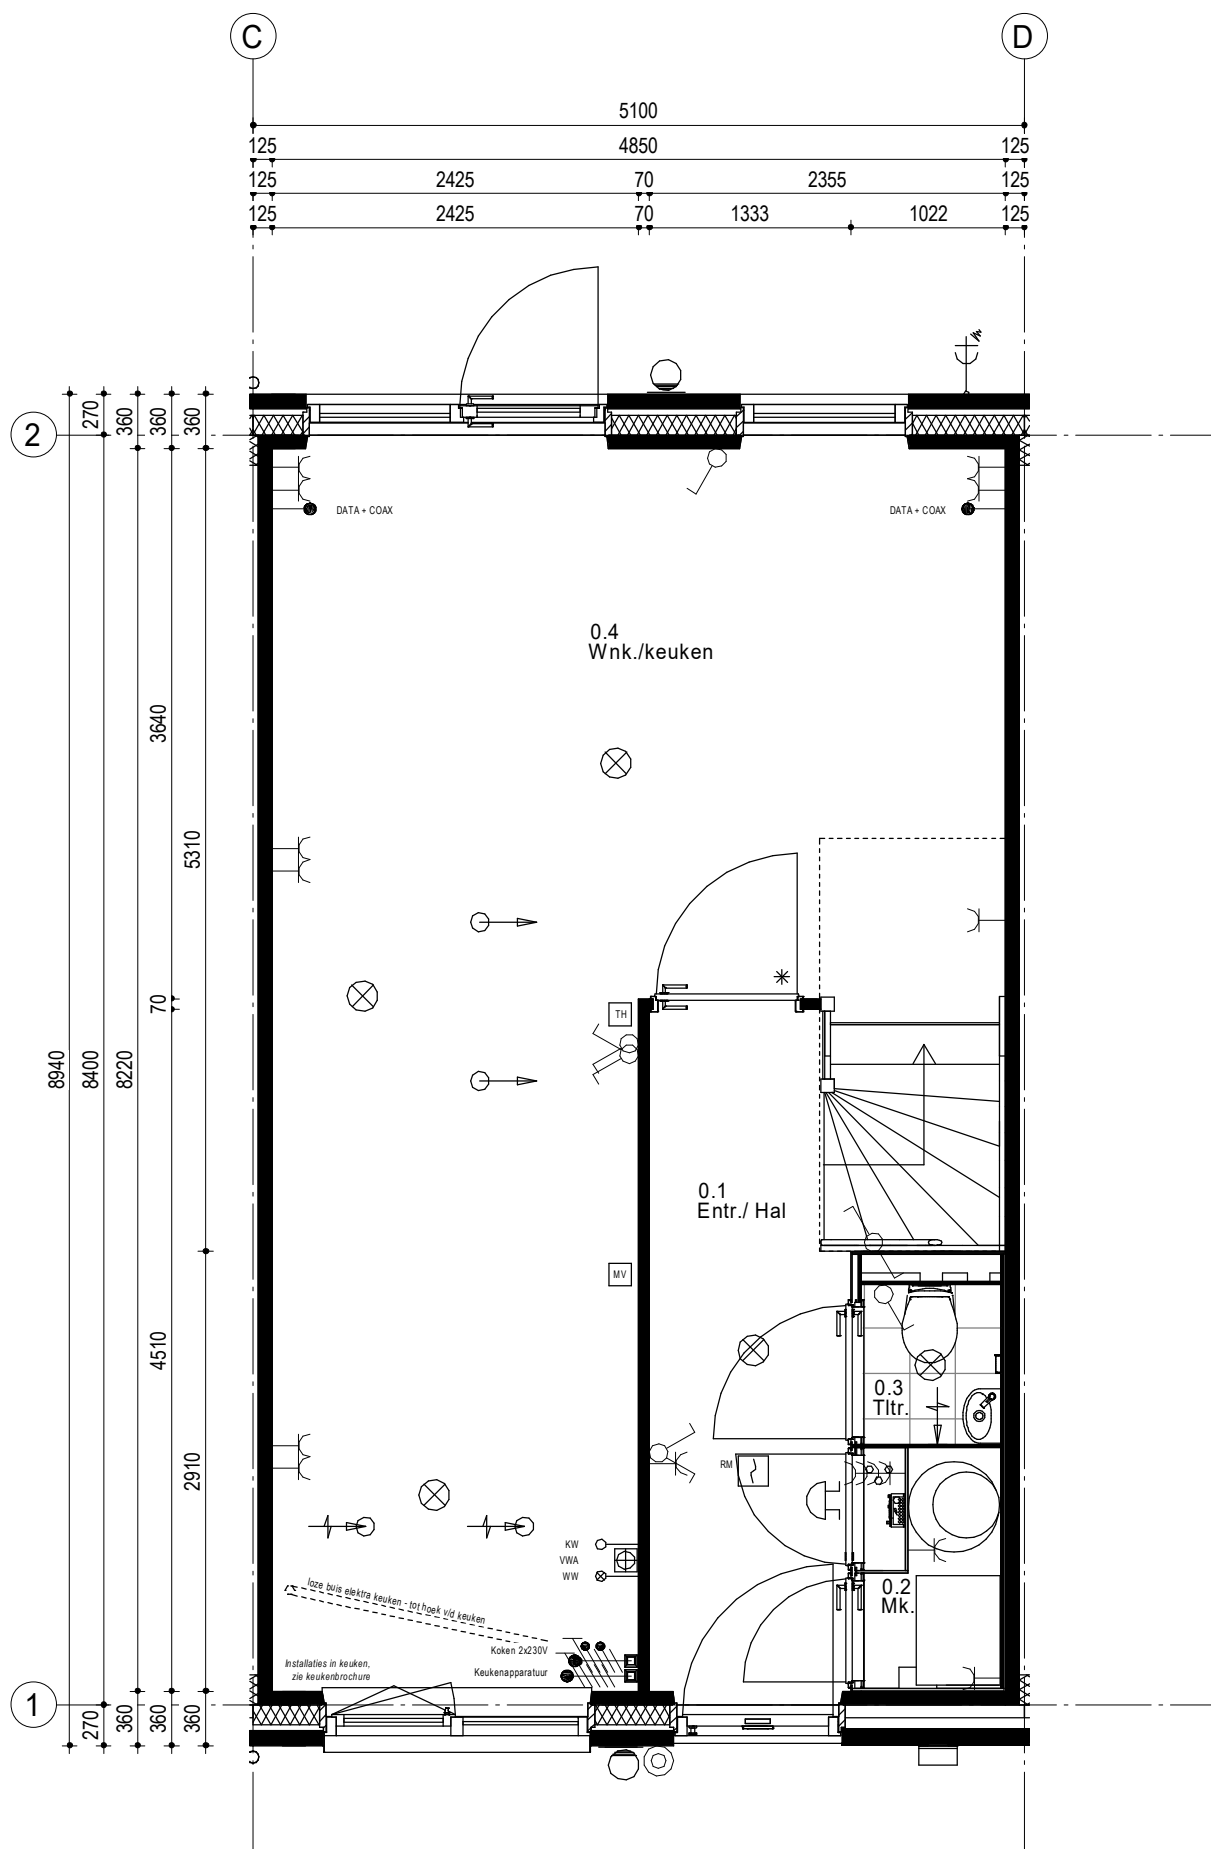 C
D
5100
125
4850
125
125
2425
70
2355
125
125
2425
70
1333
1022
125
2
270
360
360
360
DATA + COAX
DATA + COAX
0.4
Wnk./keuken
3640
5310
70
8940
8400
8220
TH
0.1
Entr./ Hal
MV
4510
0.3
Tltr.
2910
RM
KW
VWA
WW
0.2
Mk.
loze buis elektra keuken - tot hoek v/d keuken
Koken 2x230V
Keukenapparatuur
Installaties in keuken,
zie keukenbrochure
1
270
360
360
360